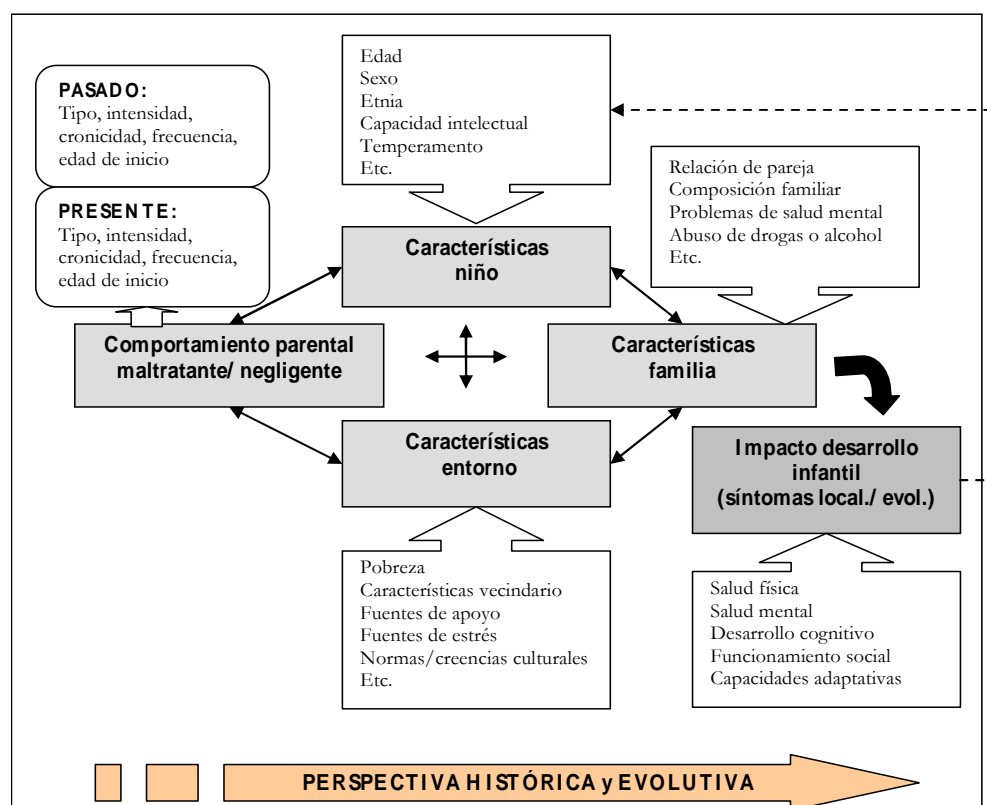 PASADO:
Tipo, intensidad,
cronicidad, frecuencia,
edad de inicio
PRESENTE:
Tipo, intensidad,
cronicidad, frecuencia,
edad de inicio
Edad
Sexo
Etnia
Capacidad intelectual
Temperamento
Etc.
Relación de pareja
Composición familiar
Problemas de salud mental
Abuso de drogas o alcohol
Etc.
Característícas
niño
Comportamiento parental
maltratante/ negligente
Característícas
familia
Característícas
entorno
Impacto desarrollo
infantil
(síntomas local./ evol.)
Pobreza
Características vecindario
Fuentes de apoyo
Fuentes de estrés
Normas/creencias culturales
Etc.
Salud física
Salud mental
Desarrollo cognitivo
Funcionamiento social
Capacidades adaptativas
PERSPECTIVA HISTÓRICA y EVOLUTIVA